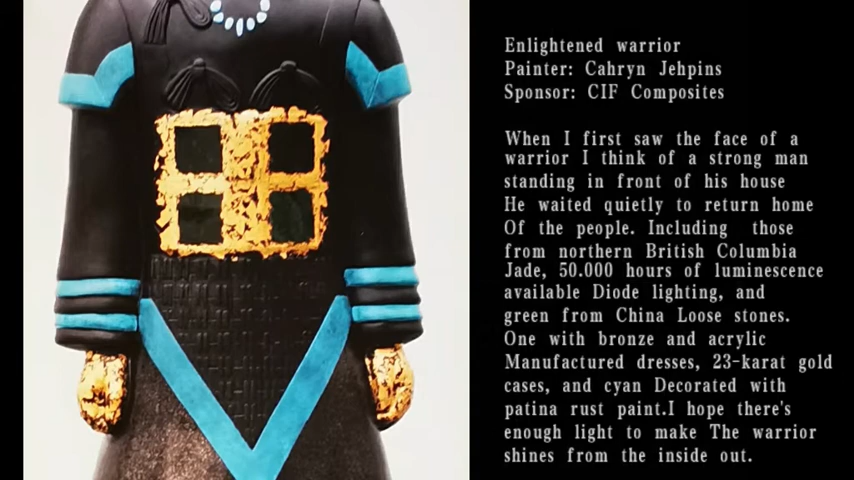 Enlightened warrior
Painter: Cahryn Jehpins
Sponsor: CIF Composites
When I first saw the face of a
warrior I think of a strong man
standing in front of his house
He waited quietly to return home
Of the people. Including those
from northern British Columbia
Jade, 50.000 hours of luminescence
available Diode lighting, and
green from China Loose stones.
One with bronze and acrylic
Manufactured dresses, 23-karat gold
cases, and cyan Decorated with
patina rust paint.I hope there's
enough light to make The warrior
shines from the inside out.